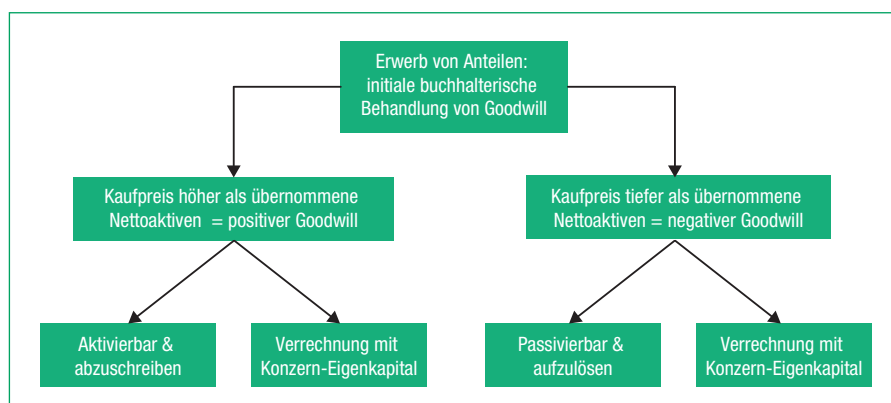 Erwerb von Anteilen:
initiale buchhalterische
Behandlung von Goodwill
Kaufpreis höher als übernommene
Nettoaktiven = positiver Goodwill
Kaufpreis tiefer als übernommene
Nettoaktiven = negativer Goodwill
Aktivierbar &
abzuschreiben
Verrechnung mit
Konzern-Eigenkapital
Passivierbar &
aufzulösen
Verrechnung mit
Konzern-Eigenkapital